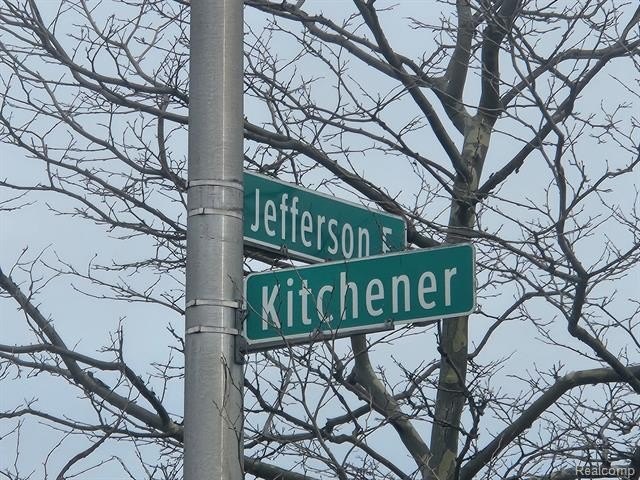 Jefferson E
Kitchener
Realcomp